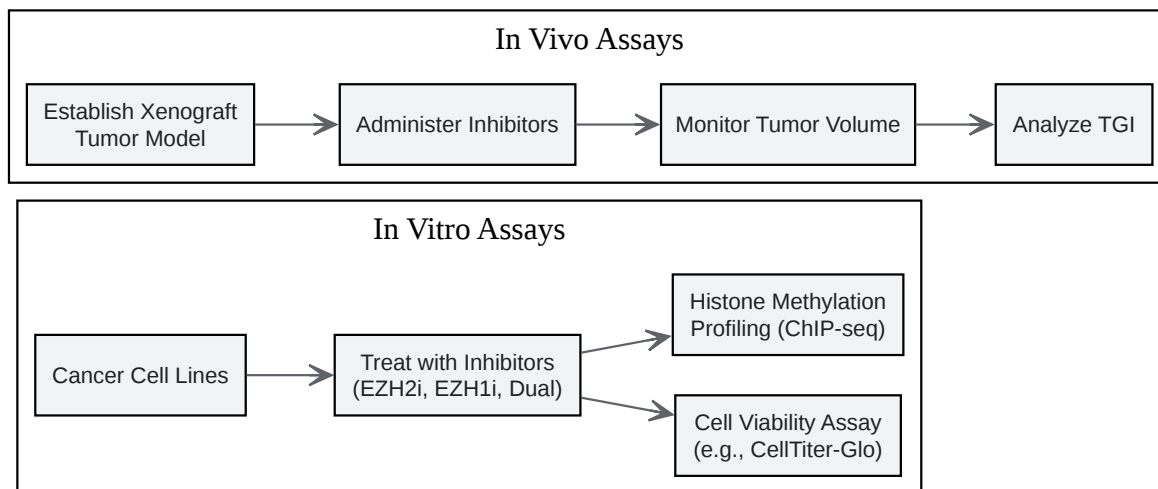 In Vivo Assays
Establish Xenograft
Tumor Model
Administer Inhibitors
Monitor Tumor Volume
Analyze TGI
In Vitro Assays
Cancer Cell Lines
Treat with Inhibitors
(EZH2i, EZH1i, Dual)
Histone Methylation
Profiling (ChIP-seq)
Cell Viability Assay
(e.g., CellTiter-Glo)